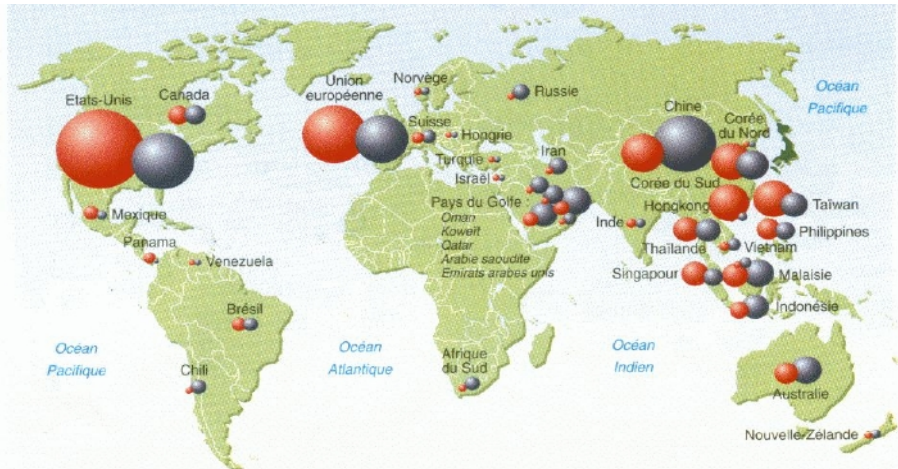 Etats-Unis
Canada
Mexique
Panama
Venezuela
Brésil
Chili
Océan
Pacifique
Union
européenne
Norvège
Suisse
Hongrie
Turquie
Israël
Russie
Iran
Pays du Golfe :
Oman
Koweït
Qatar
Arabie saoudite
Emirats arabes unis
Océan
Atlantique
Afrique
du Sud
Chine
Corée
du Nord
Océan
Pacifique
Corée du Sud
Hongkong
Taïwan
Inde
Philippines
Thaïlande
Vietnam
Singapour
Malaisie
Indonésie
Océan
Indien
Australie
Nouvelle-Zélande